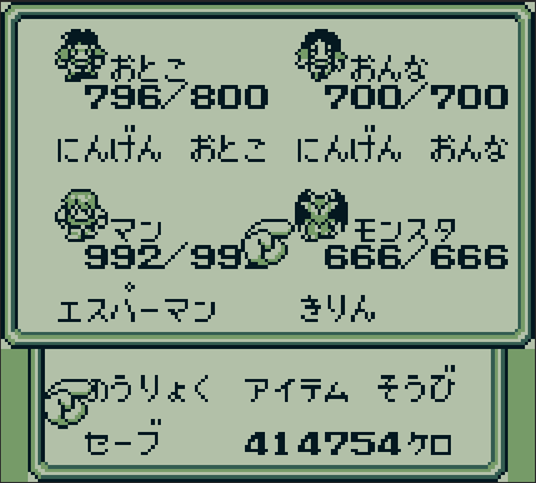 おとこ おんな
796/800 700/700
にんげん おとこ にんげん おんな
マン モンスタ
992/99 666/666
エスパーマン きりん
のうりょく アイテム そうび
セーブ 414754ケロ